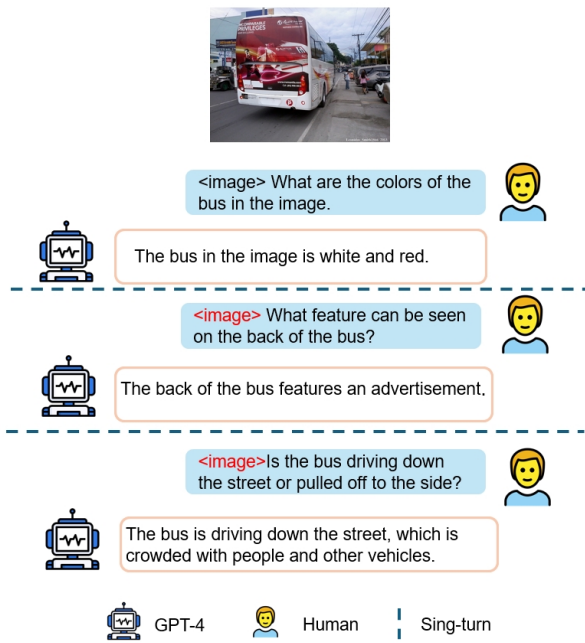 PRIVILEGES
<image> What are the colors of the
bus in the image.
The bus in the image is white and red.
<image> What feature can be seen
on the back of the bus?
The back of the bus features an advertisement.
<image>Is the bus driving down
the street or pulled off to the side?
The bus is driving down the street, which is
crowded with people and other vehicles.
GPT-4
Human
Sing-turn